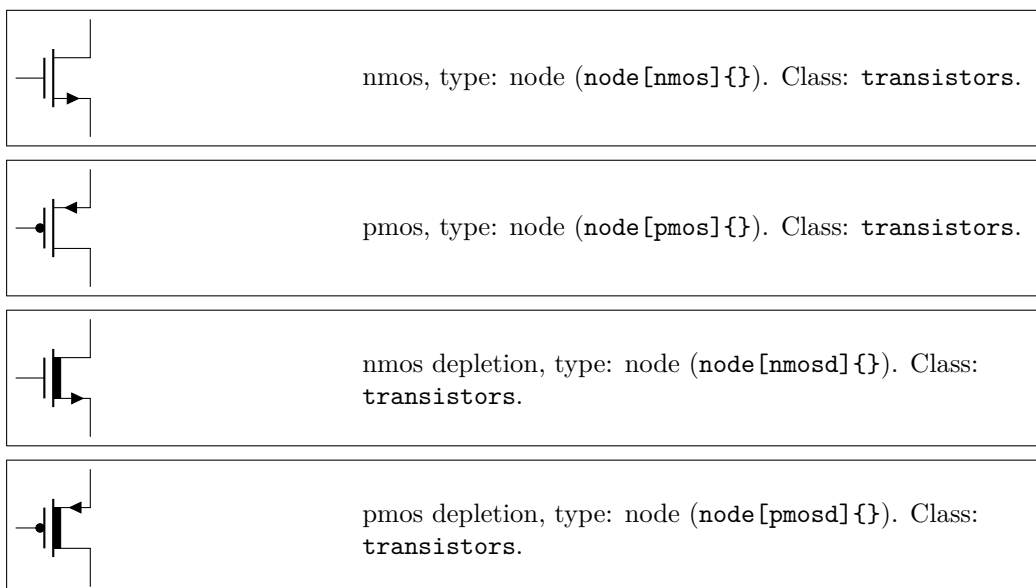 nmos, type: node (node[nmos]{}). Class: transistors.
pmos, type: node (node[pmos]{}). Class: transistors.
nmos depletion, type: node (node[nmosd]{}). Class:
transistors.
pmos depletion, type: node (node[pmosd]{}). Class:
transistors.